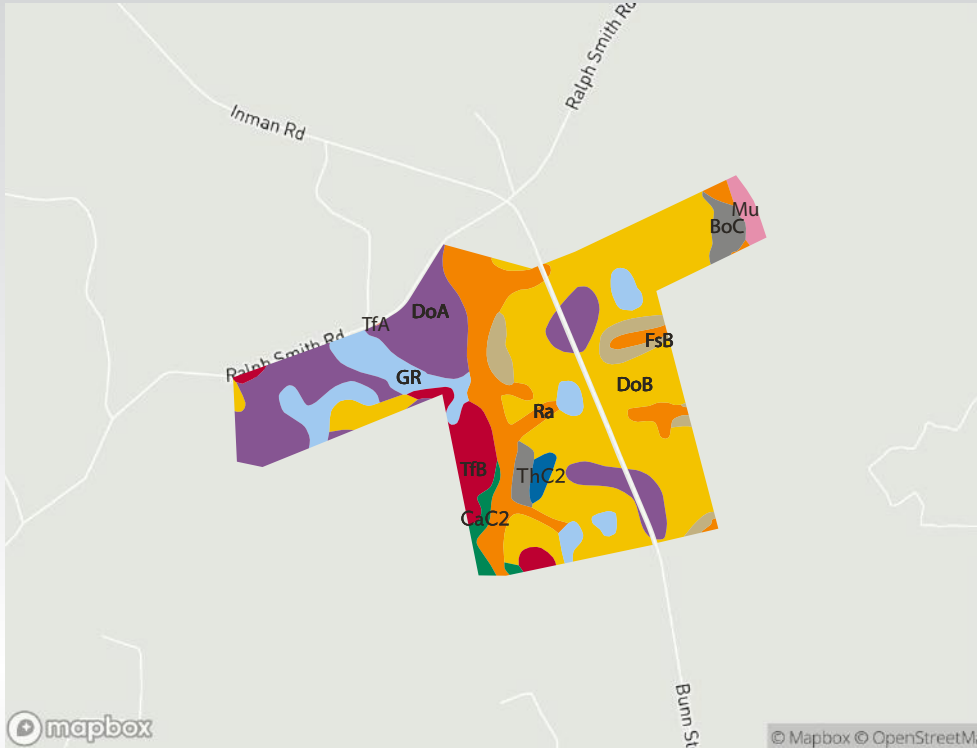 Ralph Smith Rd
Inman Rd
Mu
BoC
DoA
TfA
Ralph Smith Rd
FsB
GR
DoB
Ra
TfB
ThC2
CaC2
Bunn St
mapbox
© Mapbox © OpenStreetM